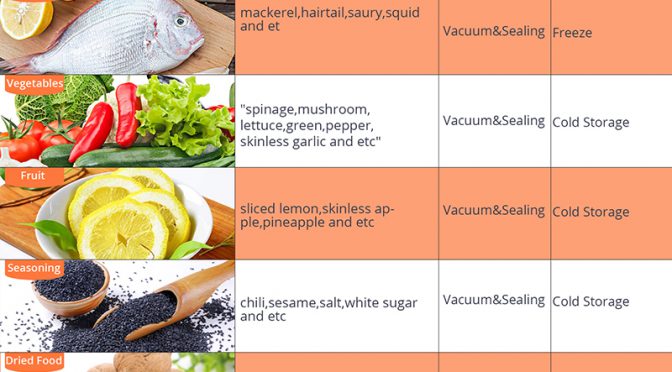 mackerel,hairtail,saury,squid
and et
Vacuum&Sealing
Freeze
Vegetables
"spinage,mushroom,
lettuce,green,pepper,
skinless garlic and etc"
Vacuum&Sealing
Cold Storage
Fruit
sliced lemon,skinless ap-
ple,pineapple and etc
Vacuum&Sealing
Cold Storage
Seasoning
chili,sesame,salt,white sugar
and etc
Vacuum&Sealing
Cold Storage
Dried Food